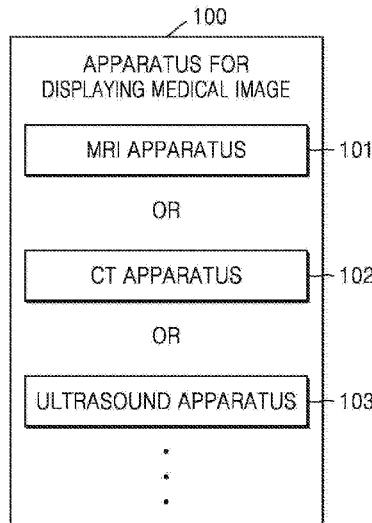 100
APPARATUS FOR
DISPLAYING MEDICAL IMAGE
MRI APPARATUS 101
OR
CT APPARATUS 102
OR
ULTRASOUND APPARATUS 103